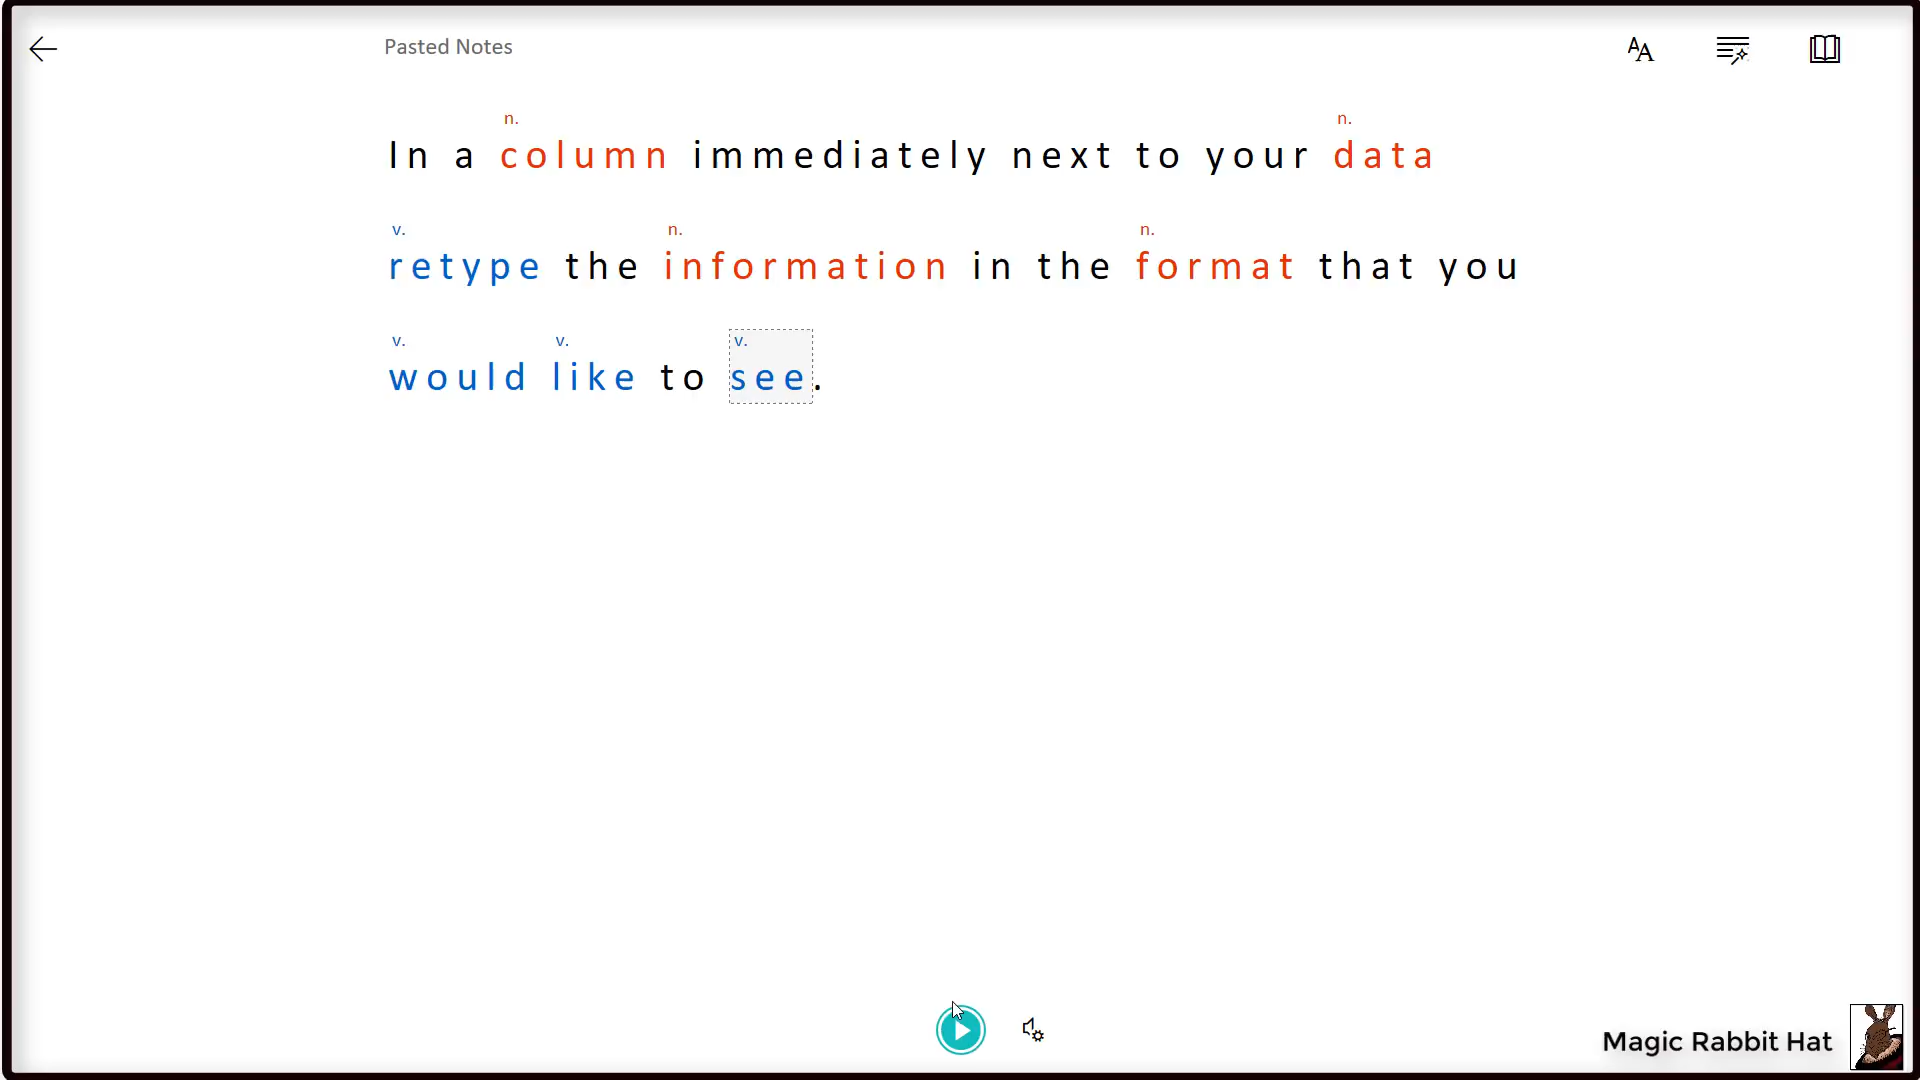 Pasted Notes
AA
n. n.
In a column immediately next to your data
v. n. n.
retype the information in the format that you
v. v. v.
would like to see.
Magic Rabbit Hat